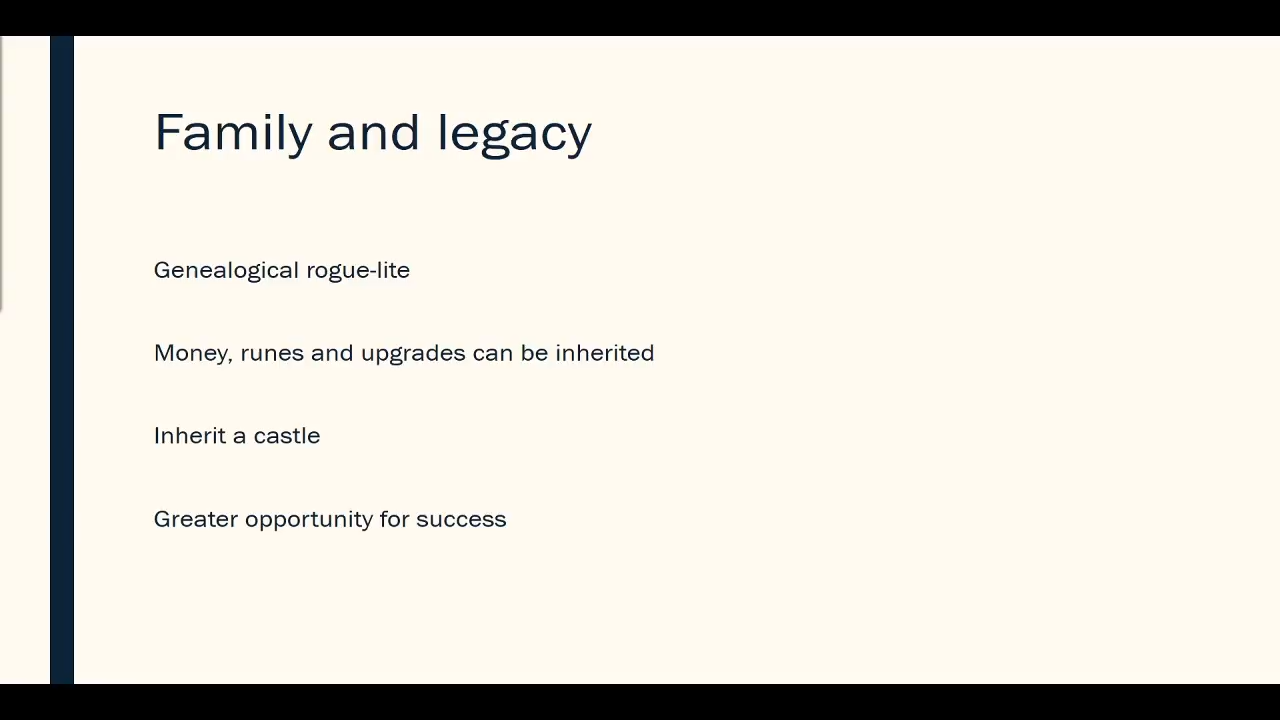 Family and legacy
Genealogical rogue-lite
Money, runes and upgrades can be inherited
Inherit a castle
Greater opportunity for success